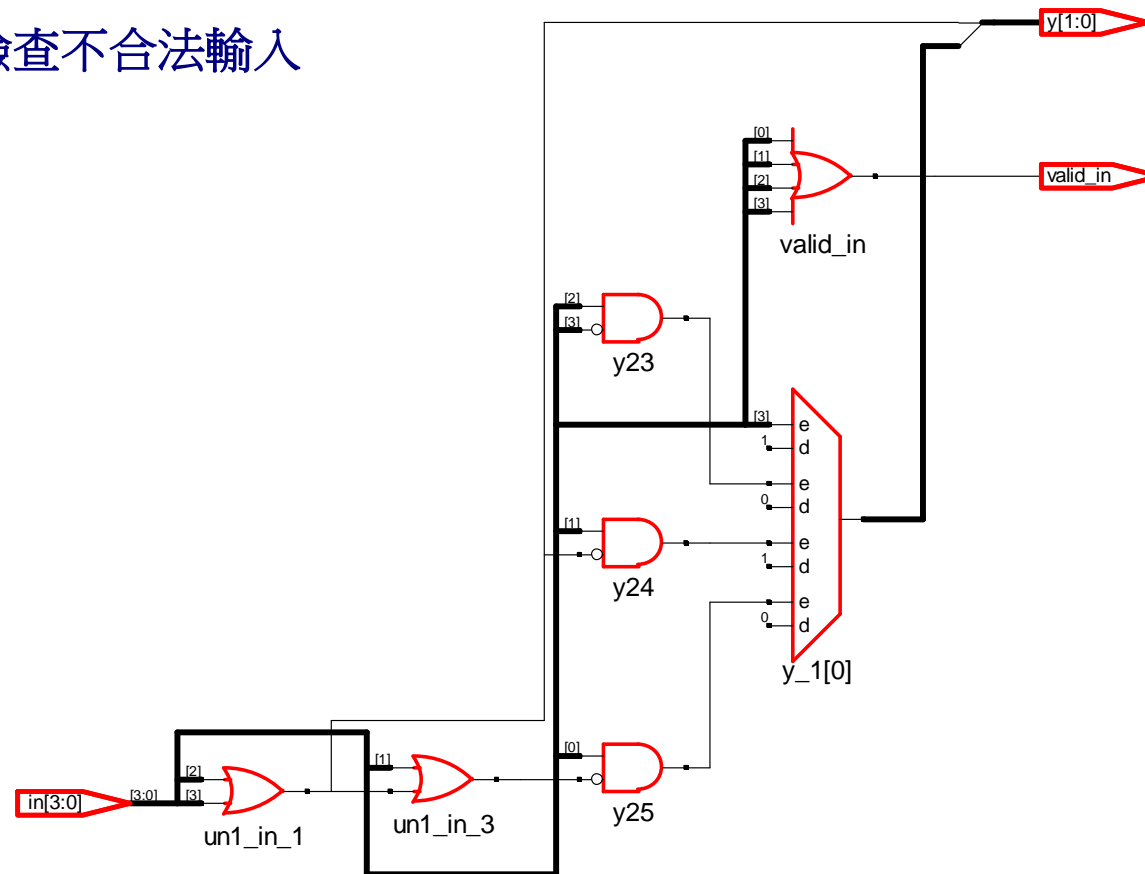 檢查不合法輸入
y[1:0]
[0]
[1]
[2]
[3]
valid_in
valid_in
[2]
[3]
y23
[3]
e
1
d
e
0
d
[1]
e
1
d
y24
e
0
d
y_1[0]
[0]
y25
[1]
un1_in_3
[2]
[3]
un1_in_1
in[3:0]
[3:0]